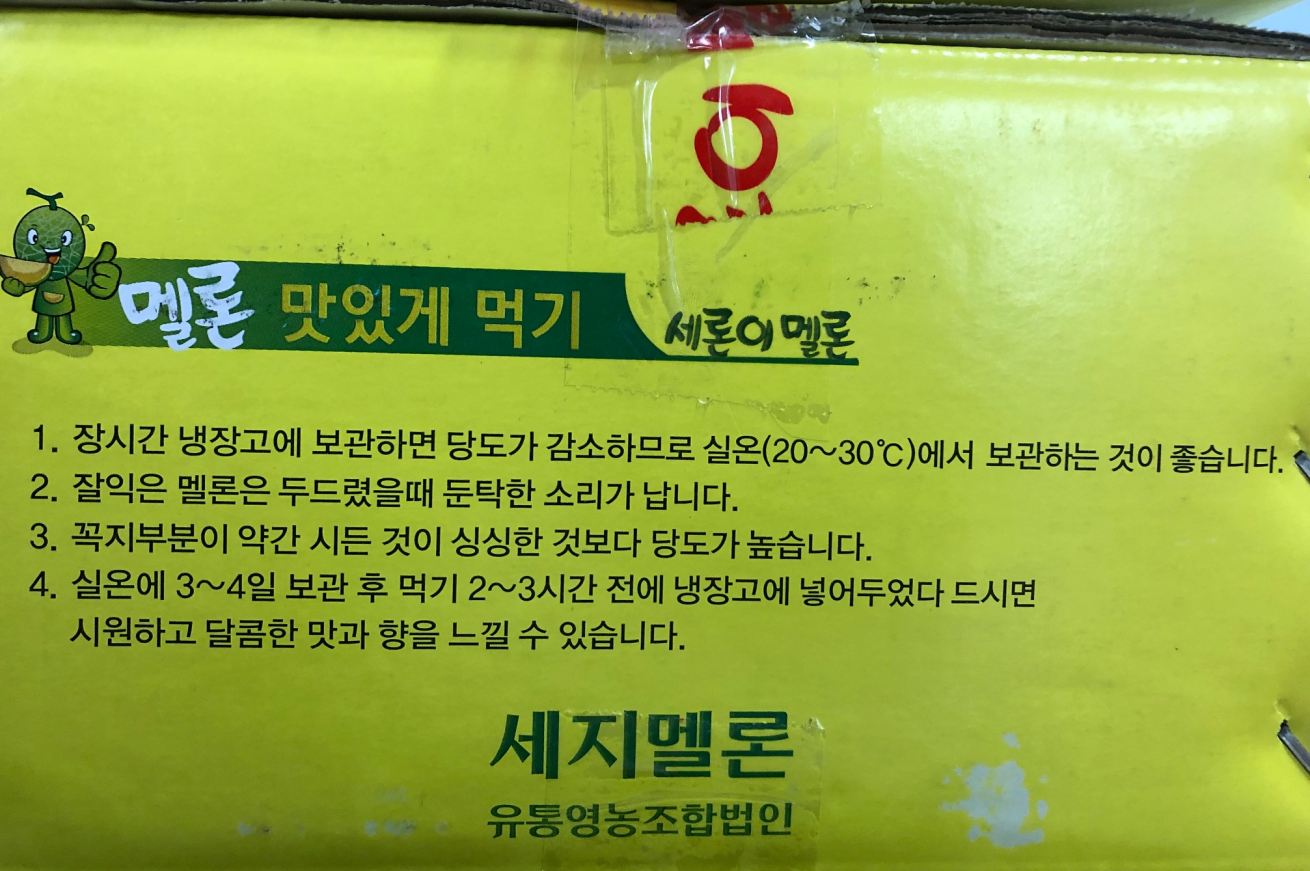 멜론 맛있게 먹기 세론이 멜론
1. 장시간 냉장고에 보관하면 당도가 감소하므로 실온(20~30℃)에서 보관하는 것이 좋습니다.
2. 잘익은 멜론은 두드렸을때 둔탁한 소리가 납니다.
3. 꼭지부분이 약간 시든 것이 싱싱한 것보다 당도가 높습니다.
4. 실온에 3~4일 보관 후 먹기 2~3시간 전에 냉장고에 넣어두었다 드시면
시원하고 달콤한 맛과 향을 느낄 수 있습니다.
세지멜론
유통영농조합법인